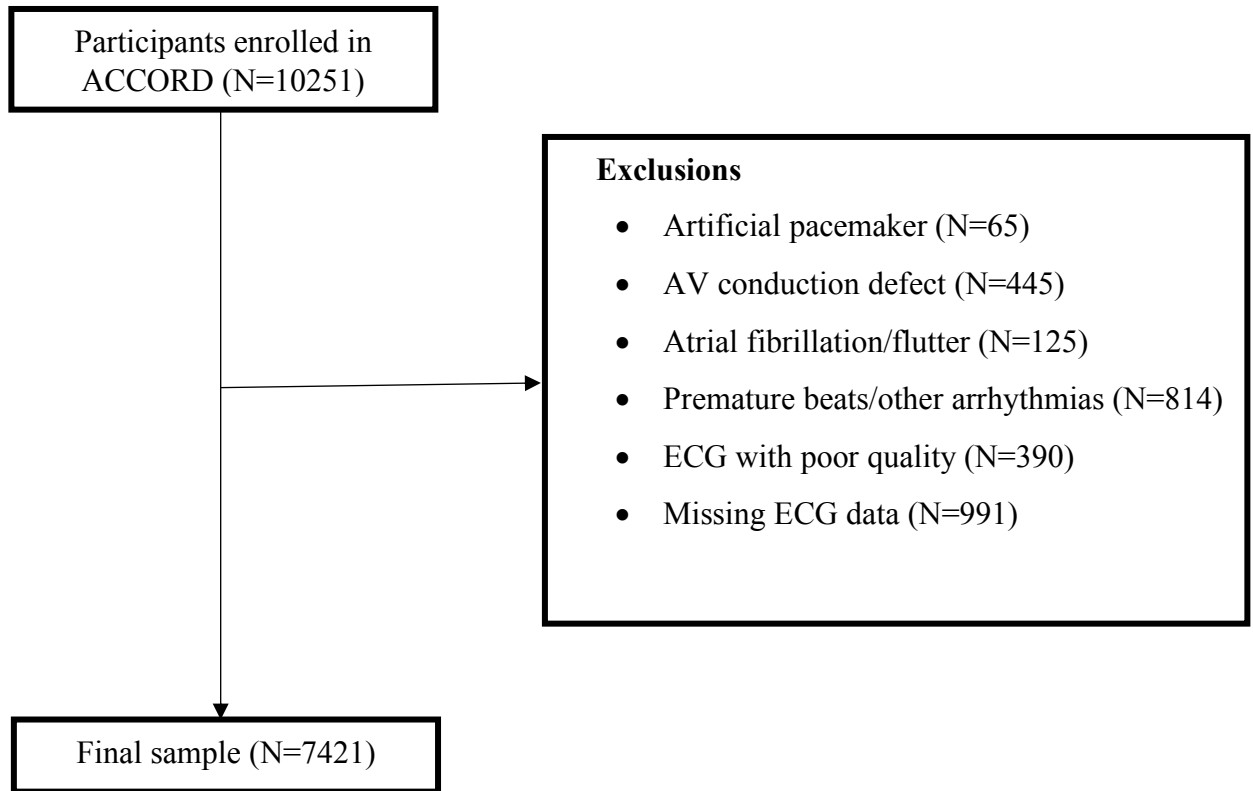 Participants enrolled in
ACCORD (N=10251)
Exclusions
• Artificial pacemaker (N=65)
• AV conduction defect (N=445)
• Atrial fibrillation/flutter (N=125)
• Premature beats/other arrhythmias (N=814)
• ECG with poor quality (N=390)
• Missing ECG data (N=991)
Final sample (N=7421)